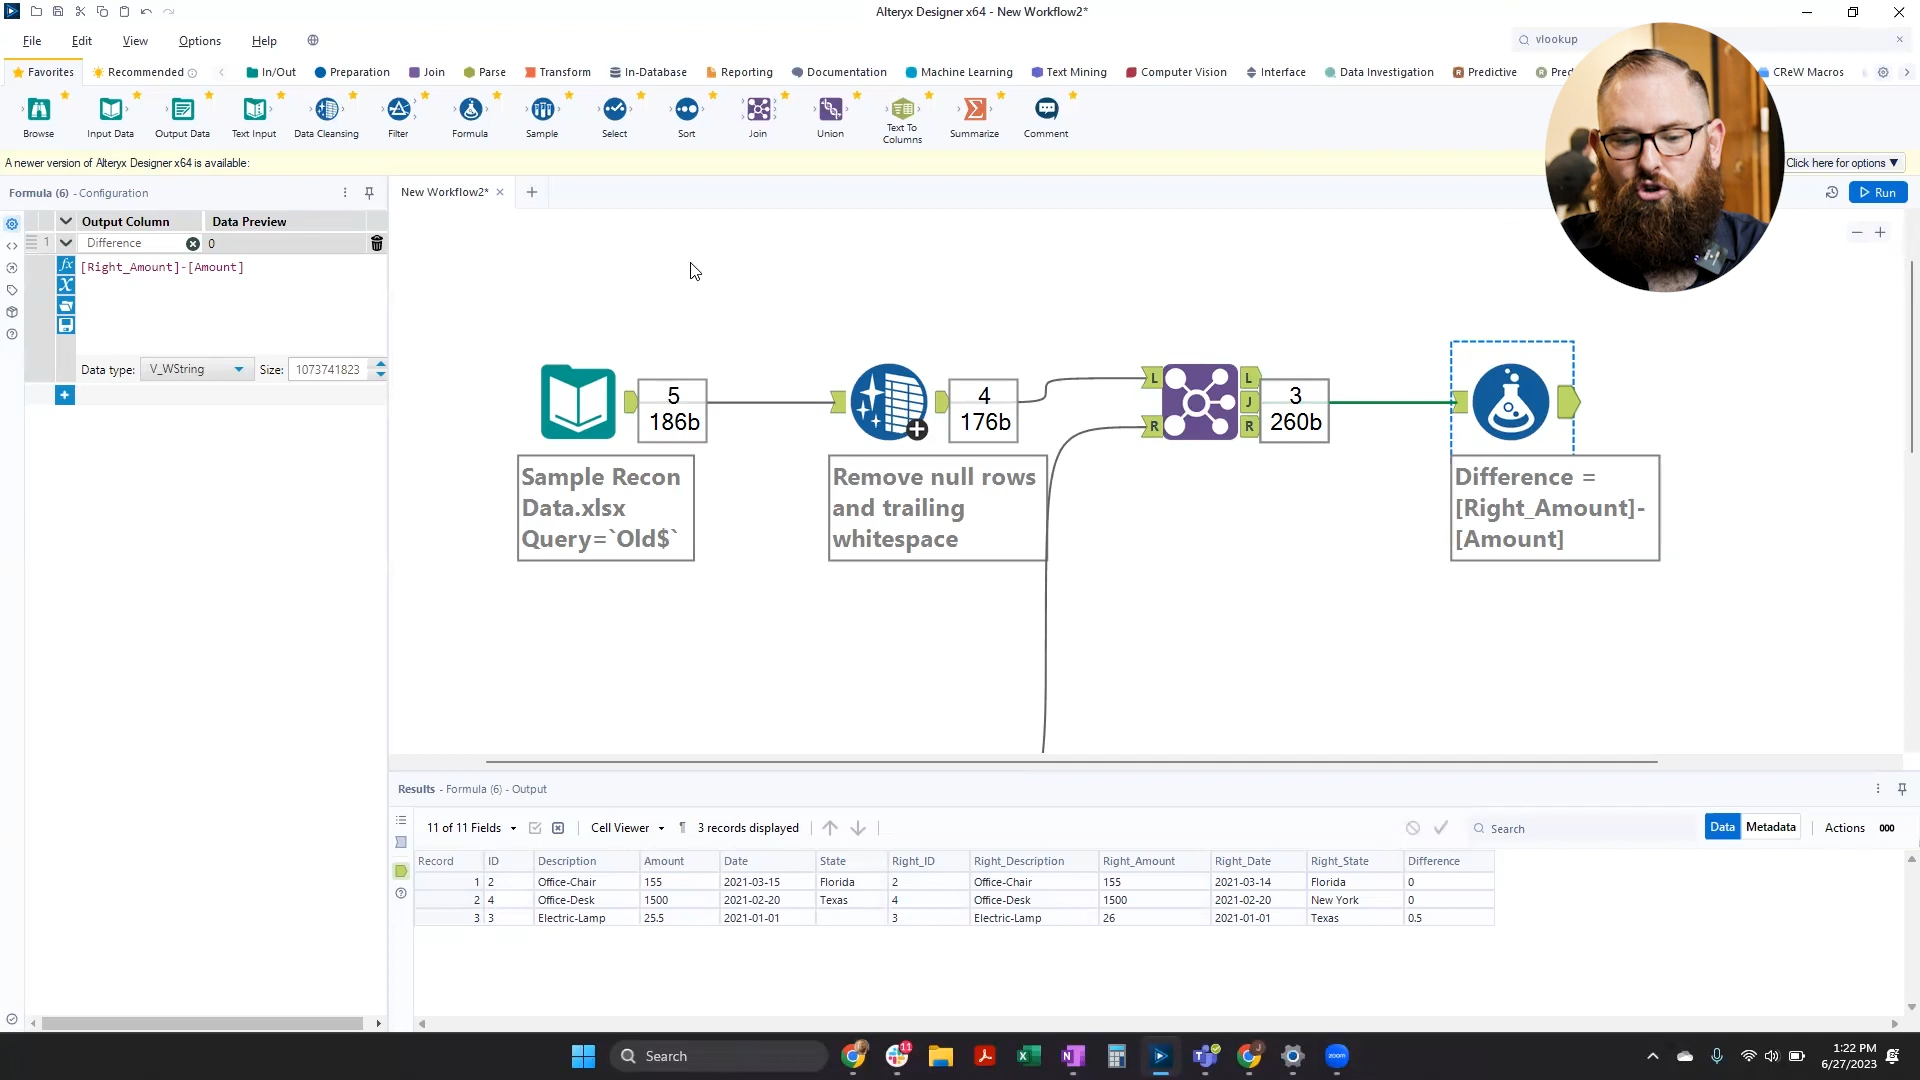 Alteryx Designer x64 - New Workflow2*
File Edit View Options Help
vlookup
Favorites Recommended In/Out Preparation Join Parse Transform In-Database Reporting Documentation Machine Learning Text Mining Computer Vision Interface Data Investigation Predictive Pred CReW Macros
Browse Input Data Output Data Text Input Data Cleansing Filter Formula Sample Select Sort Join Union Text To Columns Summarize Comment
A newer version of Alteryx Designer x64 is available:
Click here for options ▼
Formula (6) - Configuration
New Workflow2*
Run
Output Column Data Preview
1 Difference 0
[Right_Amount]-[Amount]
Data type: V_WString Size: 1073741823
5
186b
4
176b
L
R
L
J
R
3
260b
Sample Recon
Data.xlsx
Query=`Old$`
Remove null rows
and trailing
whitespace
Difference =
[Right_Amount]-
[Amount]
Results - Formula (6) - Output
11 of 11 Fields Cell Viewer 3 records displayed Search Data Metadata Actions 000
Record ID Description Amount Date State Right_ID Right_Description Right_Amount Right_Date Right_State Difference
1 2 Office-Chair 155 2021-03-15 Florida 2 Office-Chair 155 2021-03-14 Florida 0
2 4 Office-Desk 1500 2021-02-20 Texas 4 Office-Desk 1500 2021-02-20 New York 0
3 3 Electric-Lamp 25.5 2021-01-01 3 Electric-Lamp 26 2021-01-01 Texas 0.5
Search
11
zoom
1:22 PM
6/27/2023